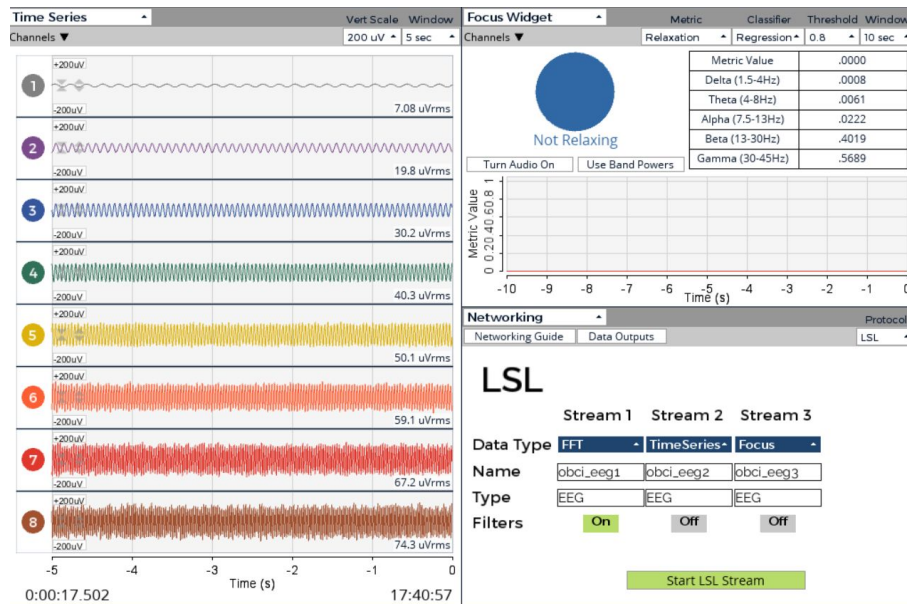 Time Series
Vert Scale Window
Channels ▼
200 uV 5 sec
+200uV
1
-200uV
7.08 uVrms
+200uV
2
-200uV
19.8 uVrms
+200uV
3
-200uV
30.2 uVrms
+200uV
4
-200uV
40.3 uVrms
+200uV
5
-200uV
50.1 uVrms
+200uV
6
-200uV
59.1 uVrms
+200uV
7
-200uV
67.2 uVrms
+200uV
8
-200uV
74.3 uVrms
-5 -4 -3 -2 -1 0
Time (s)
0:00:17.502
17:40:57
Focus Widget
Metric Classifier Threshold Window
Channels ▼
Relaxation Regression 0.8 10 sec
Not Relaxing
Turn Audio On
Use Band Powers
Metric Value .0000
Delta (1.5-4Hz) .0008
Theta (4-8Hz) .0061
Alpha (7.5-13Hz) .0222
Beta (13-30Hz) .4019
Gamma (30-45Hz) .5689
Metric Value
0 0.20 40 60.8 1
-10 -9 -8 -7 -6 -5 -4 -3 -2 -1 0
Time (s)
Networking
Protocol
Networking Guide
Data Outputs
LSL
LSL
Stream 1 Stream 2 Stream 3
Data Type FFT TimeSeries Focus
Name obci_eeg1 obci_eeg2 obci_eeg3
Type EEG EEG EEG
Filters On Off Off
Start LSL Stream